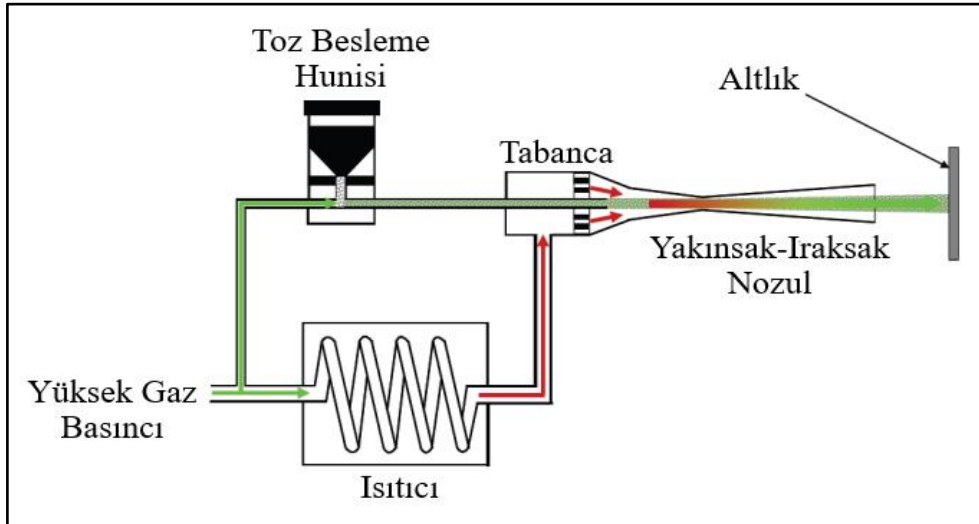 Toz Besleme
Hunisi
Altlık
Tabanca
Yakınsak-Iraksak
Nozul
Yüksek Gaz
Basıncı
Isıtıcı